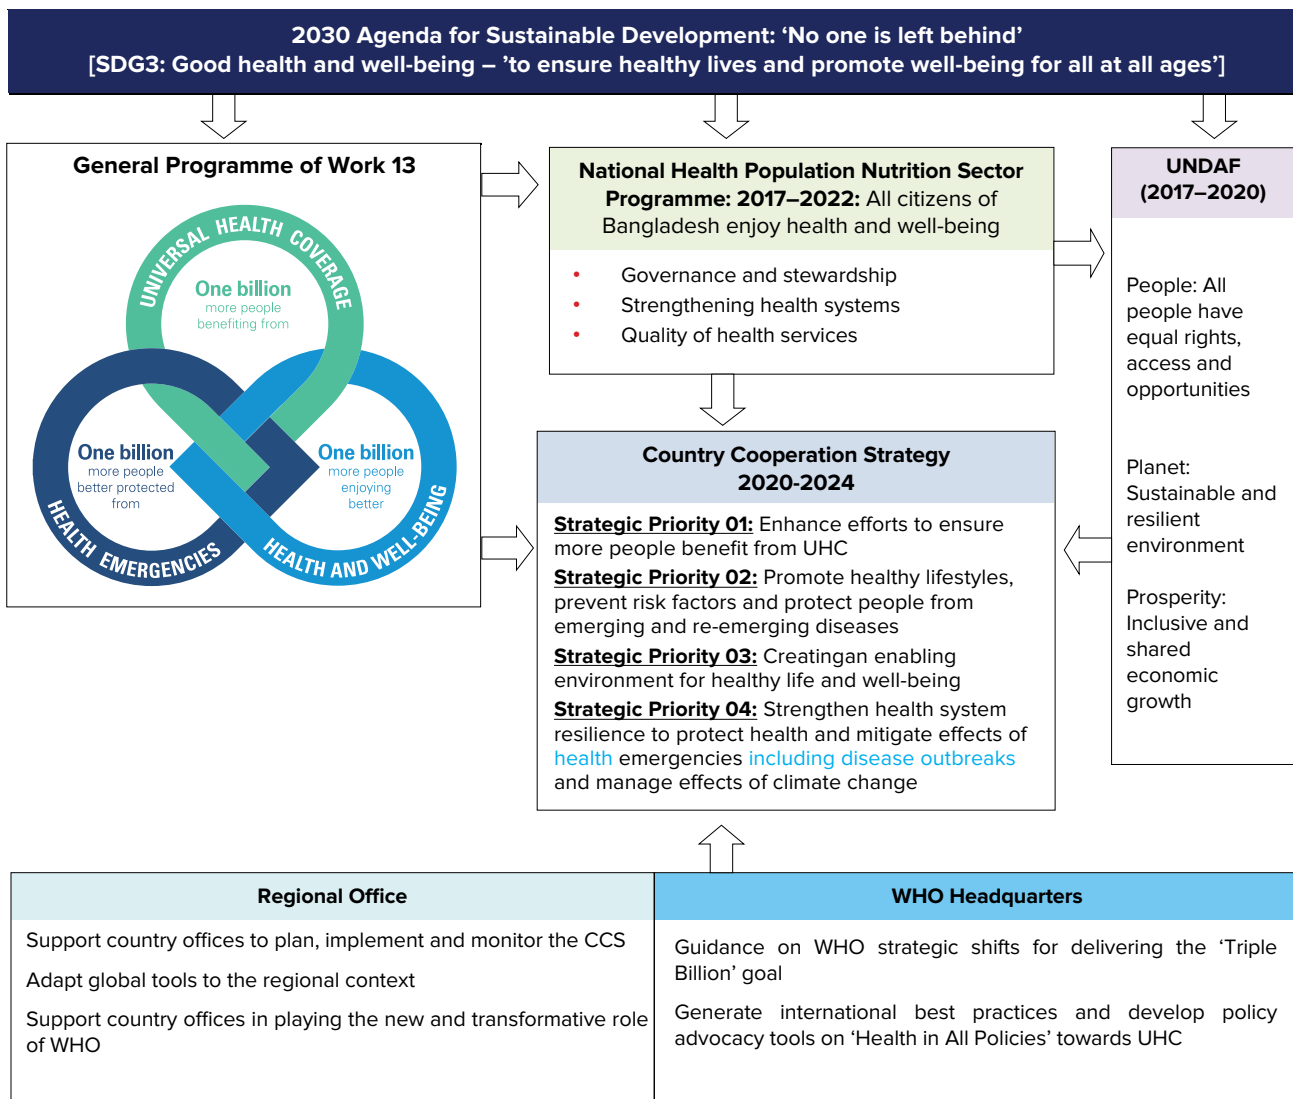 2030 Agenda for Sustainable Development: ‘No one is left behind’
[SDG3: Good health and well-being – ’to ensure healthy lives and promote well-being for all at all ages’]
General Programme of Work 13
UNIVERSAL HEALTH COVERAGE
One billion
more people
benefiting from
One billion
more people
better protected
from
HEALTH EMERGENCIES
One billion
more people
enjoying
better
HEALTH AND WELL-BEING
National Health Population Nutrition Sector
Programme: 2017–2022: All citizens of
Bangladesh enjoy health and well-being
• Governance and stewardship
• Strengthening health systems
• Quality of health services
Country Cooperation Strategy
2020-2024
Strategic Priority 01: Enhance efforts to ensure
more people benefit from UHC
Strategic Priority 02: Promote healthy lifestyles,
prevent risk factors and protect people from
emerging and re-emerging diseases
Strategic Priority 03: Creatingan enabling
environment for healthy life and well-being
Strategic Priority 04: Strengthen health system
resilience to protect health and mitigate effects of
health emergencies including disease outbreaks
and manage effects of climate change
UNDAF
(2017–2020)
People: All
people have
equal rights,
access and
opportunities
Planet:
Sustainable and
resilient
environment
Prosperity:
Inclusive and
shared
economic
growth
Regional Office
Support country offices to plan, implement and monitor the CCS
Adapt global tools to the regional context
Support country offices in playing the new and transformative role
of WHO
WHO Headquarters
Guidance on WHO strategic shifts for delivering the ‘Triple
Billion’ goal
Generate international best practices and develop policy
advocacy tools on ‘Health in All Policies’ towards UHC